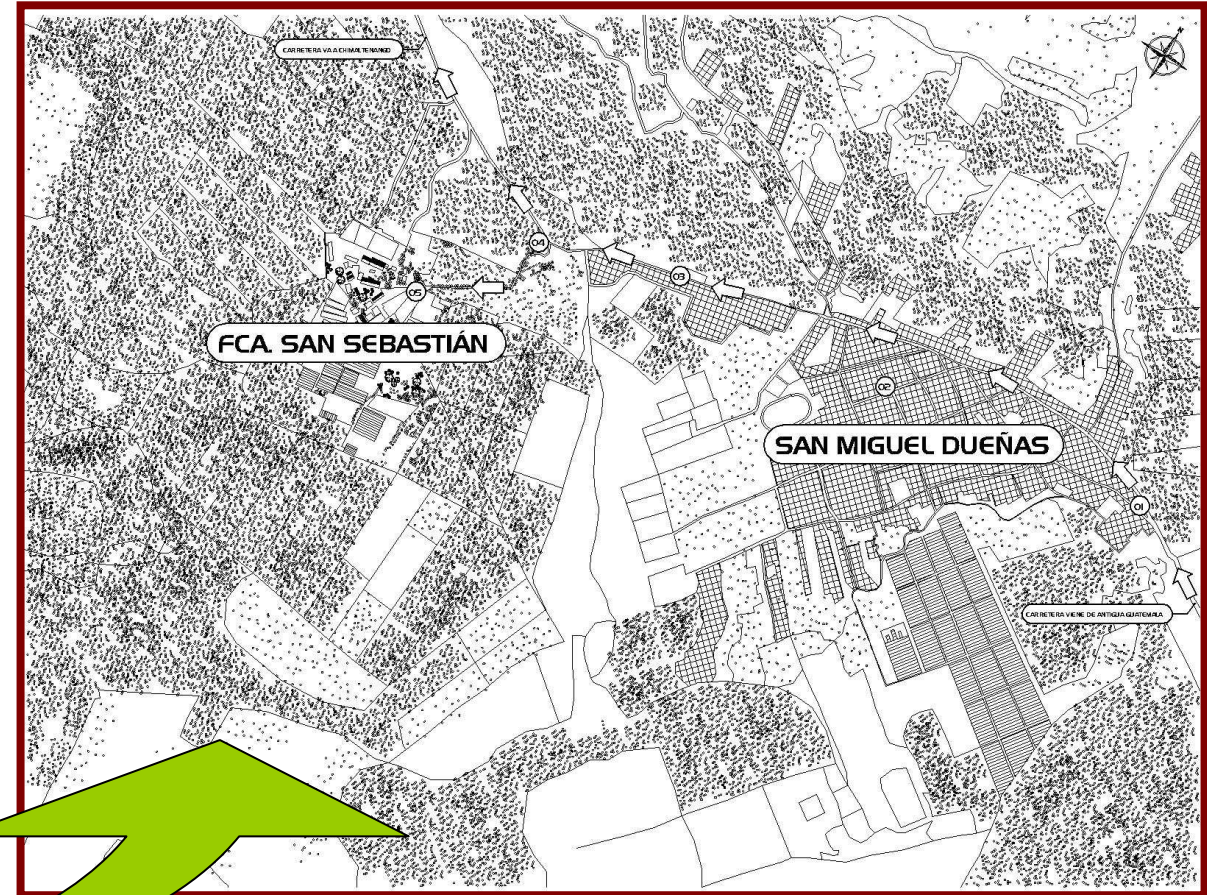 CARRETERA VA A CHIMALTENANGO
04
03
05
FCA. SAN SEBASTIÁN
02
SAN MIGUEL DUEÑAS
01
CARRETERA VIENE DE ANTIGUA GUATEMALA